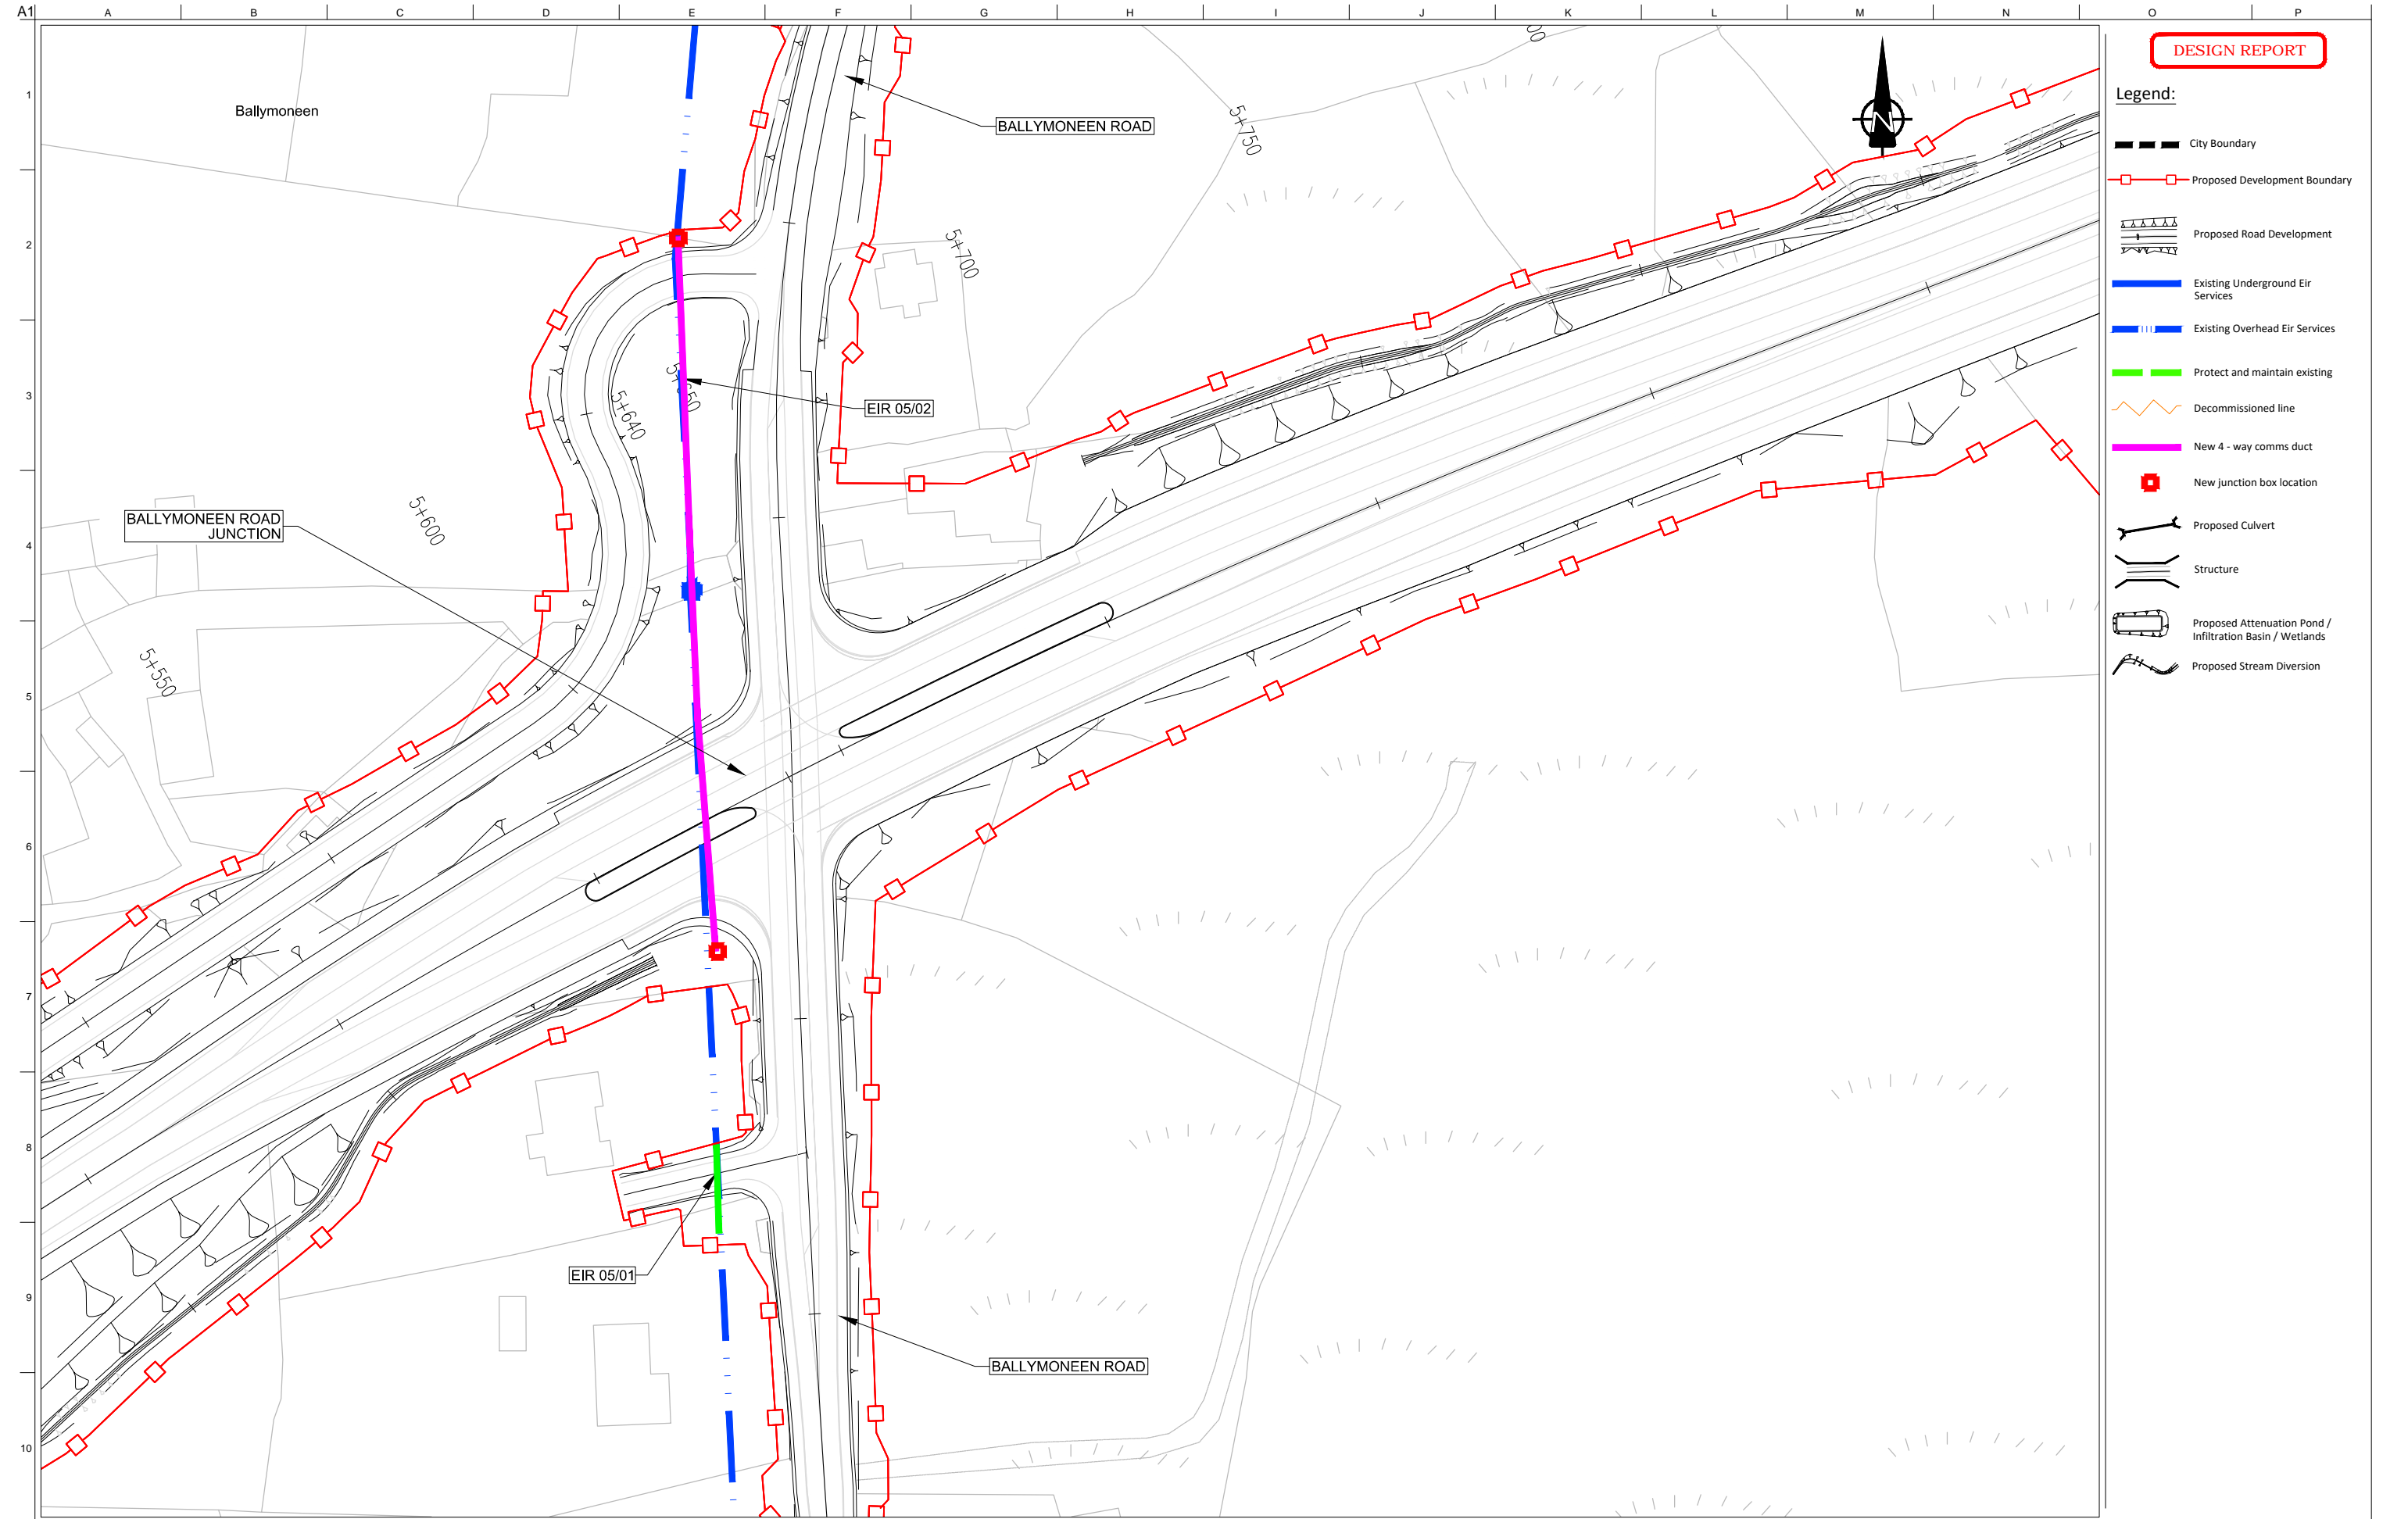 A1
A B C D E F G H I J K L M N O P
1
2
3
4
5
6
7
8
9
10
Ballymoneen
BALLYMONEEN ROAD
5+750
5+700
5+640
EIR 05/02
5+600
BALLYMONEEN ROAD
JUNCTION
5+550
EIR 05/01
BALLYMONEEN ROAD
N
DESIGN REPORT
Legend:
City Boundary
Proposed Development Boundary
Proposed Road Development
Existing Underground Eir
Services
Existing Overhead Eir Services
Protect and maintain existing
Decommissioned line
New 4 - way comms duct
New junction box location
Proposed Culvert
Structure
Proposed Attenuation Pond /
Infiltration Basin / Wetlands
Proposed Stream Diversion